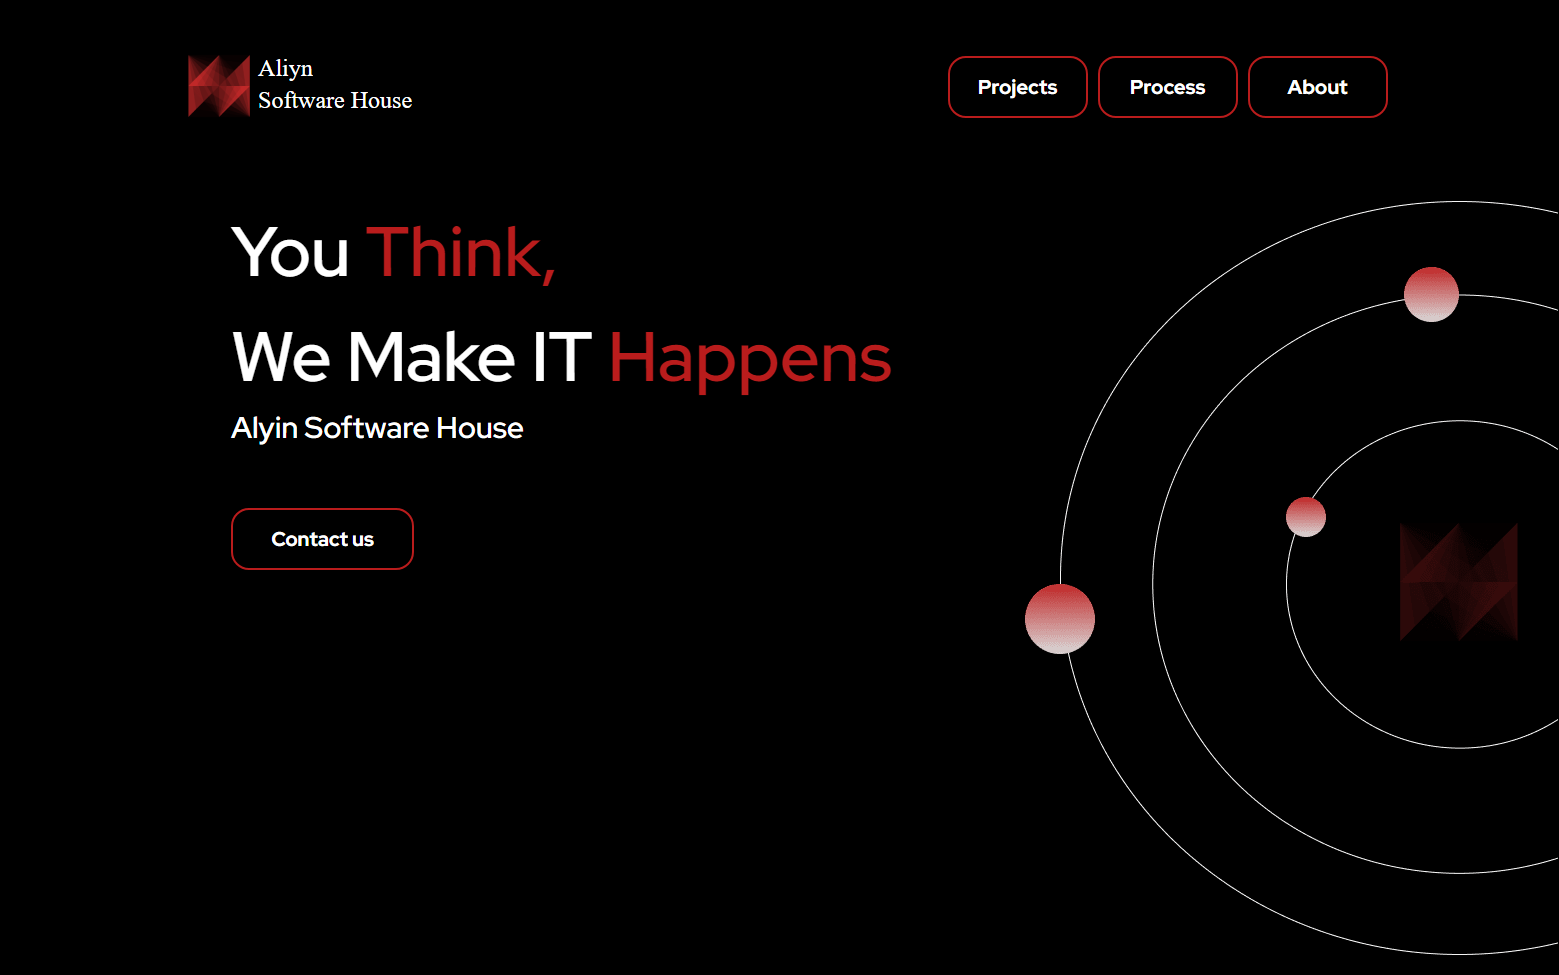 Aliyn
Software House
Projects
Process
About
You Think,
We Make IT Happens
Alyin Software House
Contact us